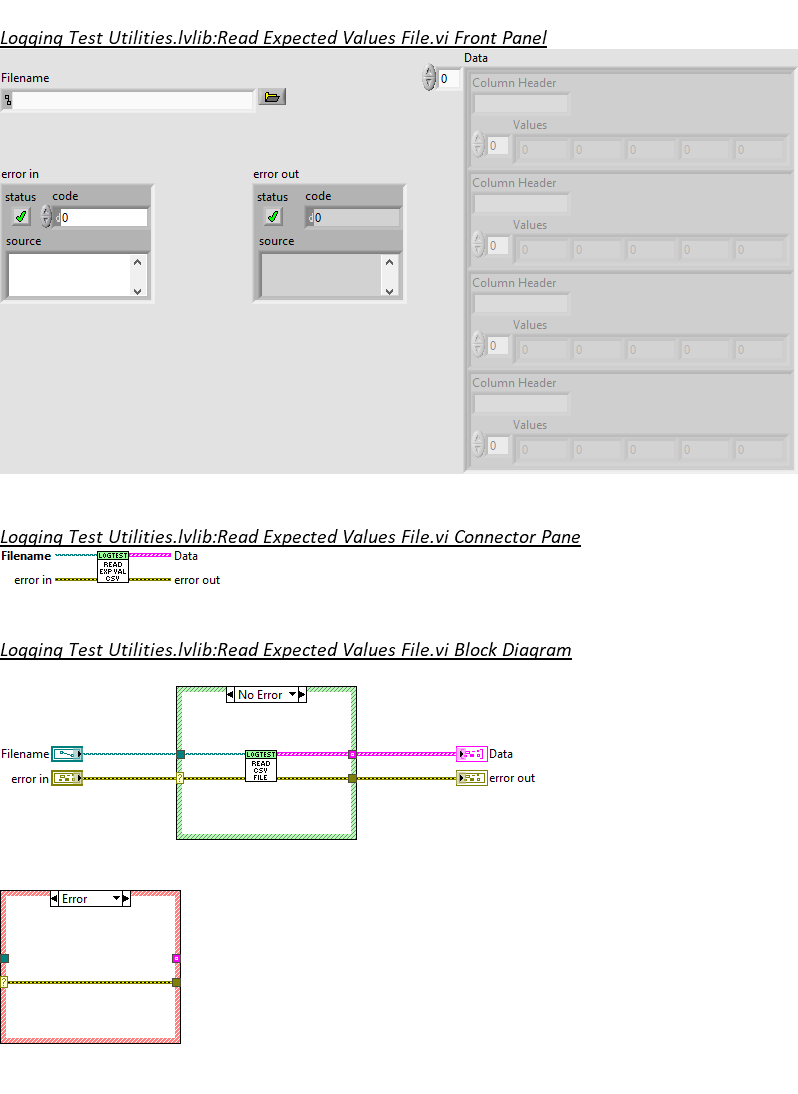 Logging Test Utilities.lvlib:Read Expected Values File.vi Front Panel
Data
Filename
0
Column Header
Values
0 0 0 0 0 0
error in
error out
status code
status code
0
0
source
source
Column Header
Values
0 0 0 0 0 0
Column Header
Values
0 0 0 0 0 0
Column Header
Values
0 0 0 0 0 0
Logging Test Utilities.lvlib:Read Expected Values File.vi Connector Pane
Filename
LOGTEST
READ
EXP VAL
CSV
Data
error in
error out
Logging Test Utilities.lvlib:Read Expected Values File.vi Block Diagram
No Error
Filename
LOGTEST
READ
CSV
FILE
Data
error in
?
error out
Error
?